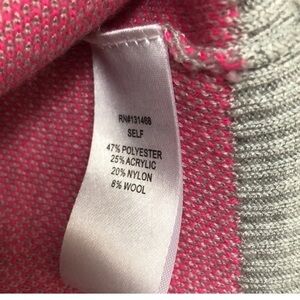 RN#131468
SELF
47% POLYESTER
25% ACRYLIC
20% NYLON
8% WOOL